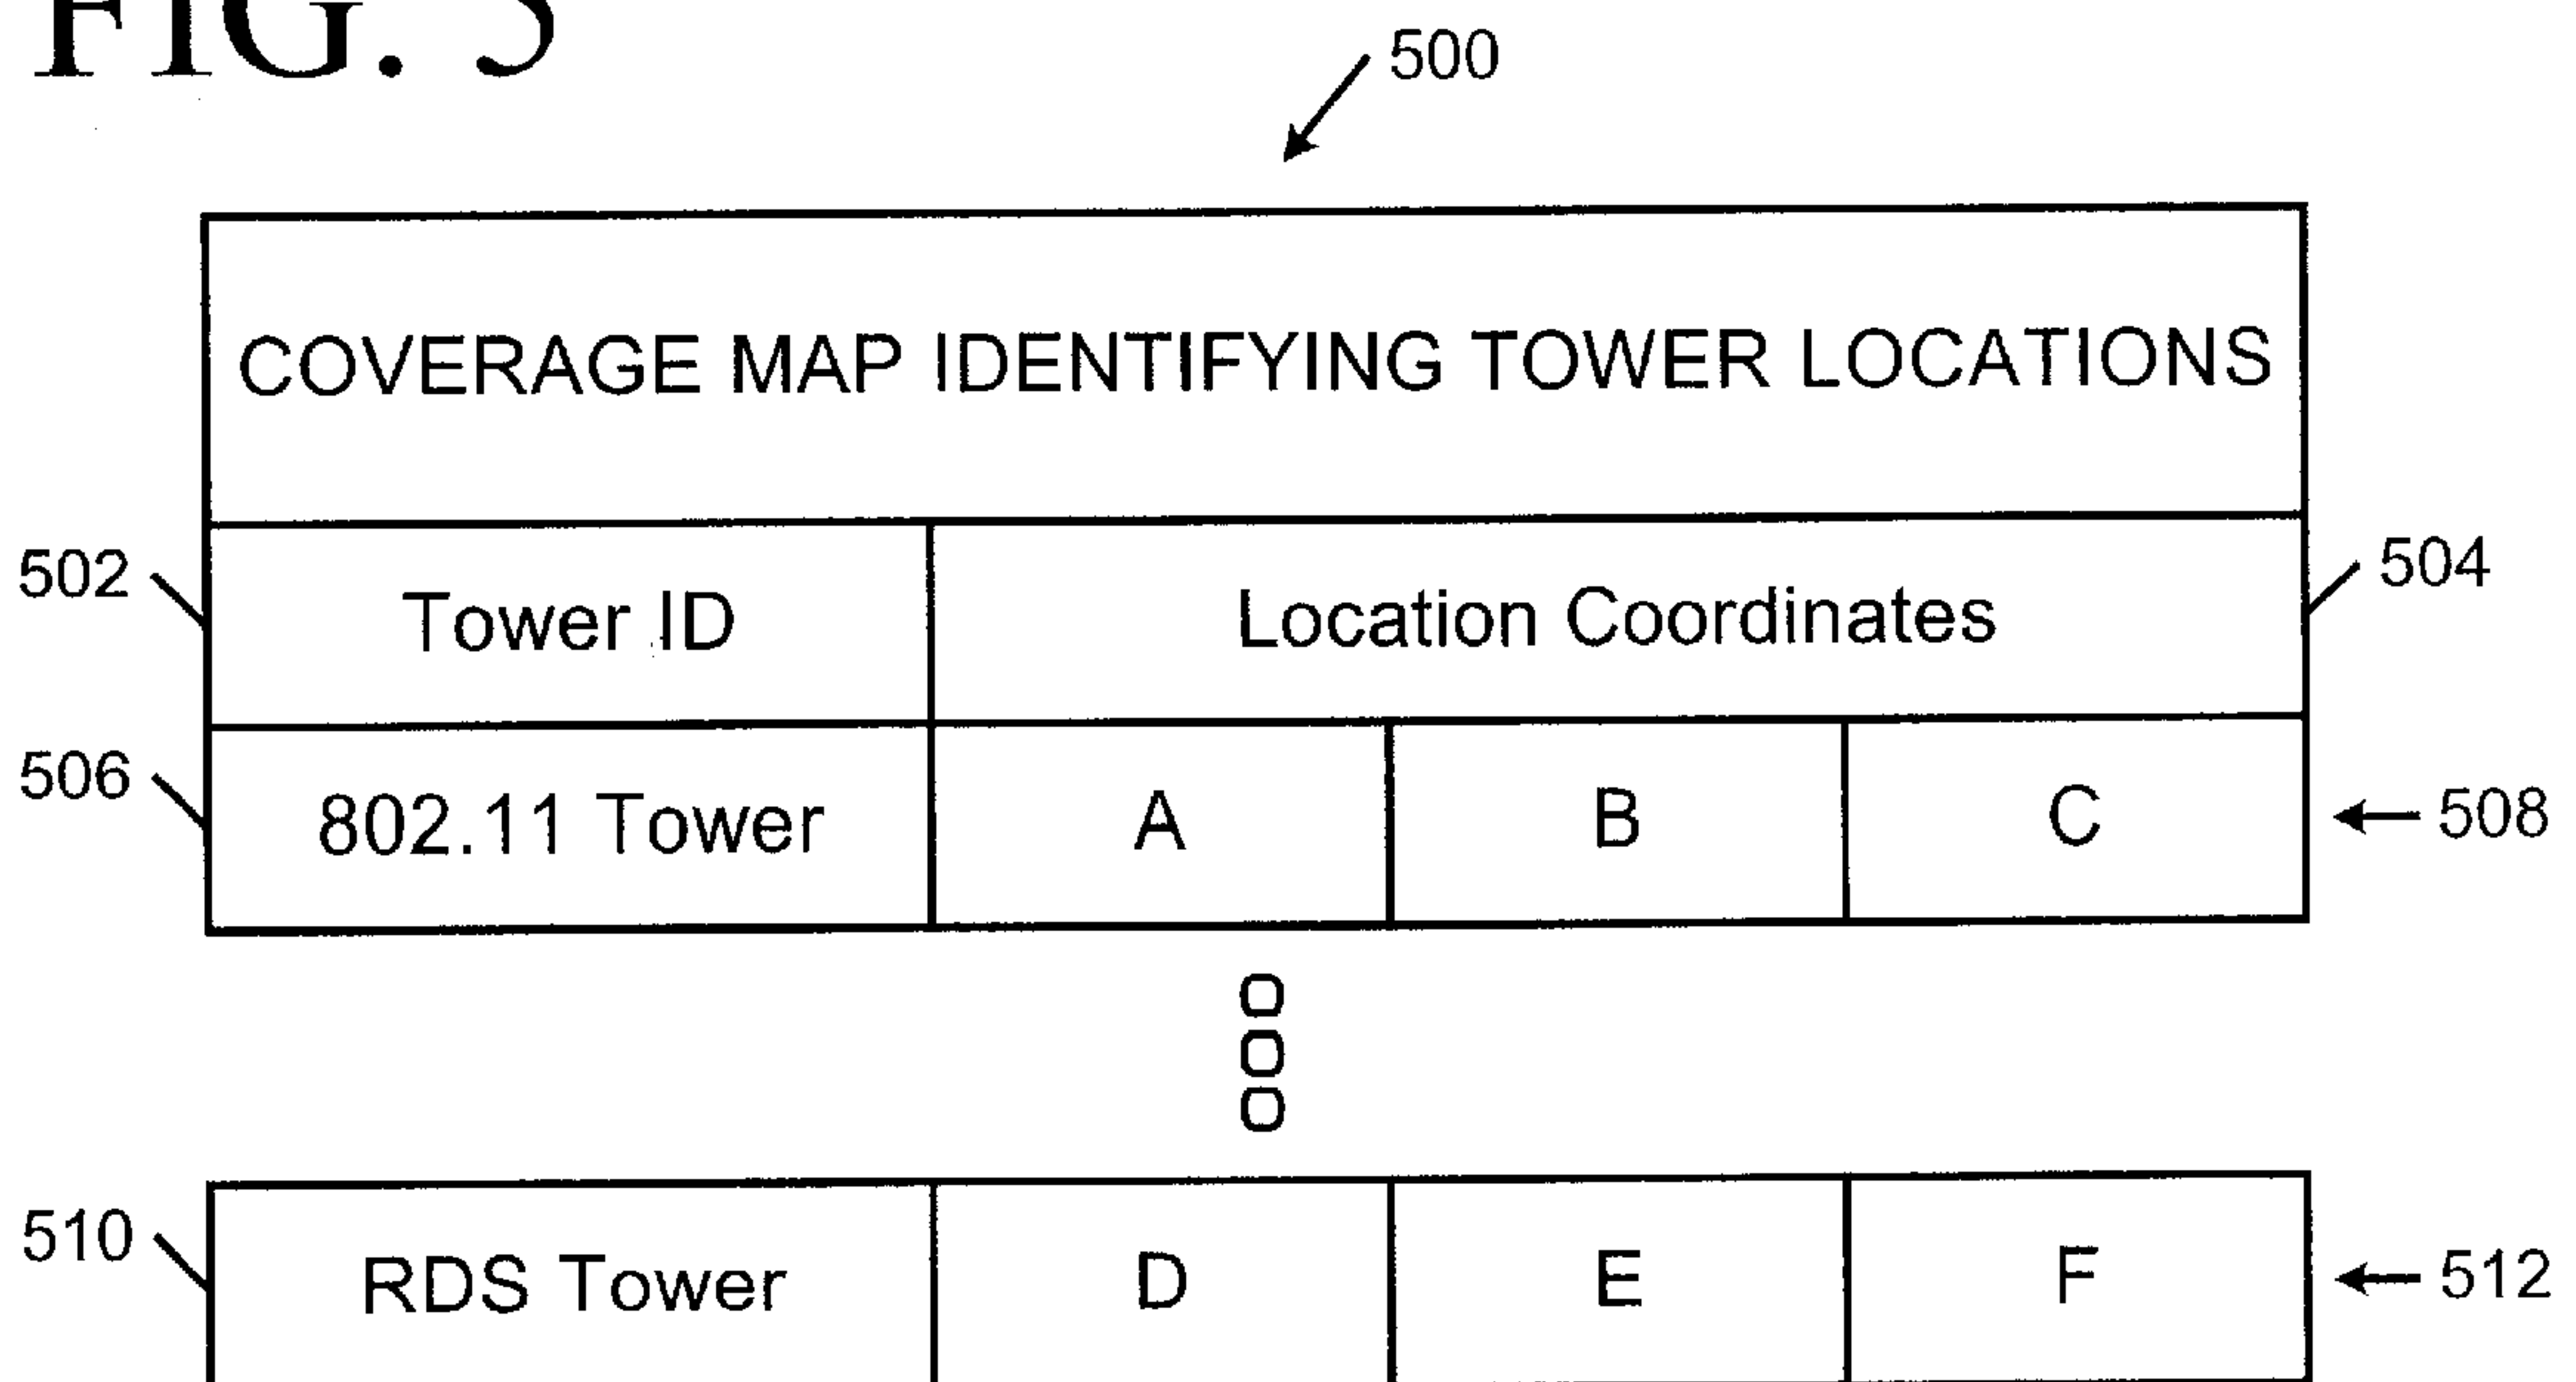 FIG. 5
500
COVERAGE MAP IDENTIFYING TOWER LOCATIONS
502 Tower ID Location Coordinates 504
506 802.11 Tower A B C 508
510 RDS Tower D E F 512